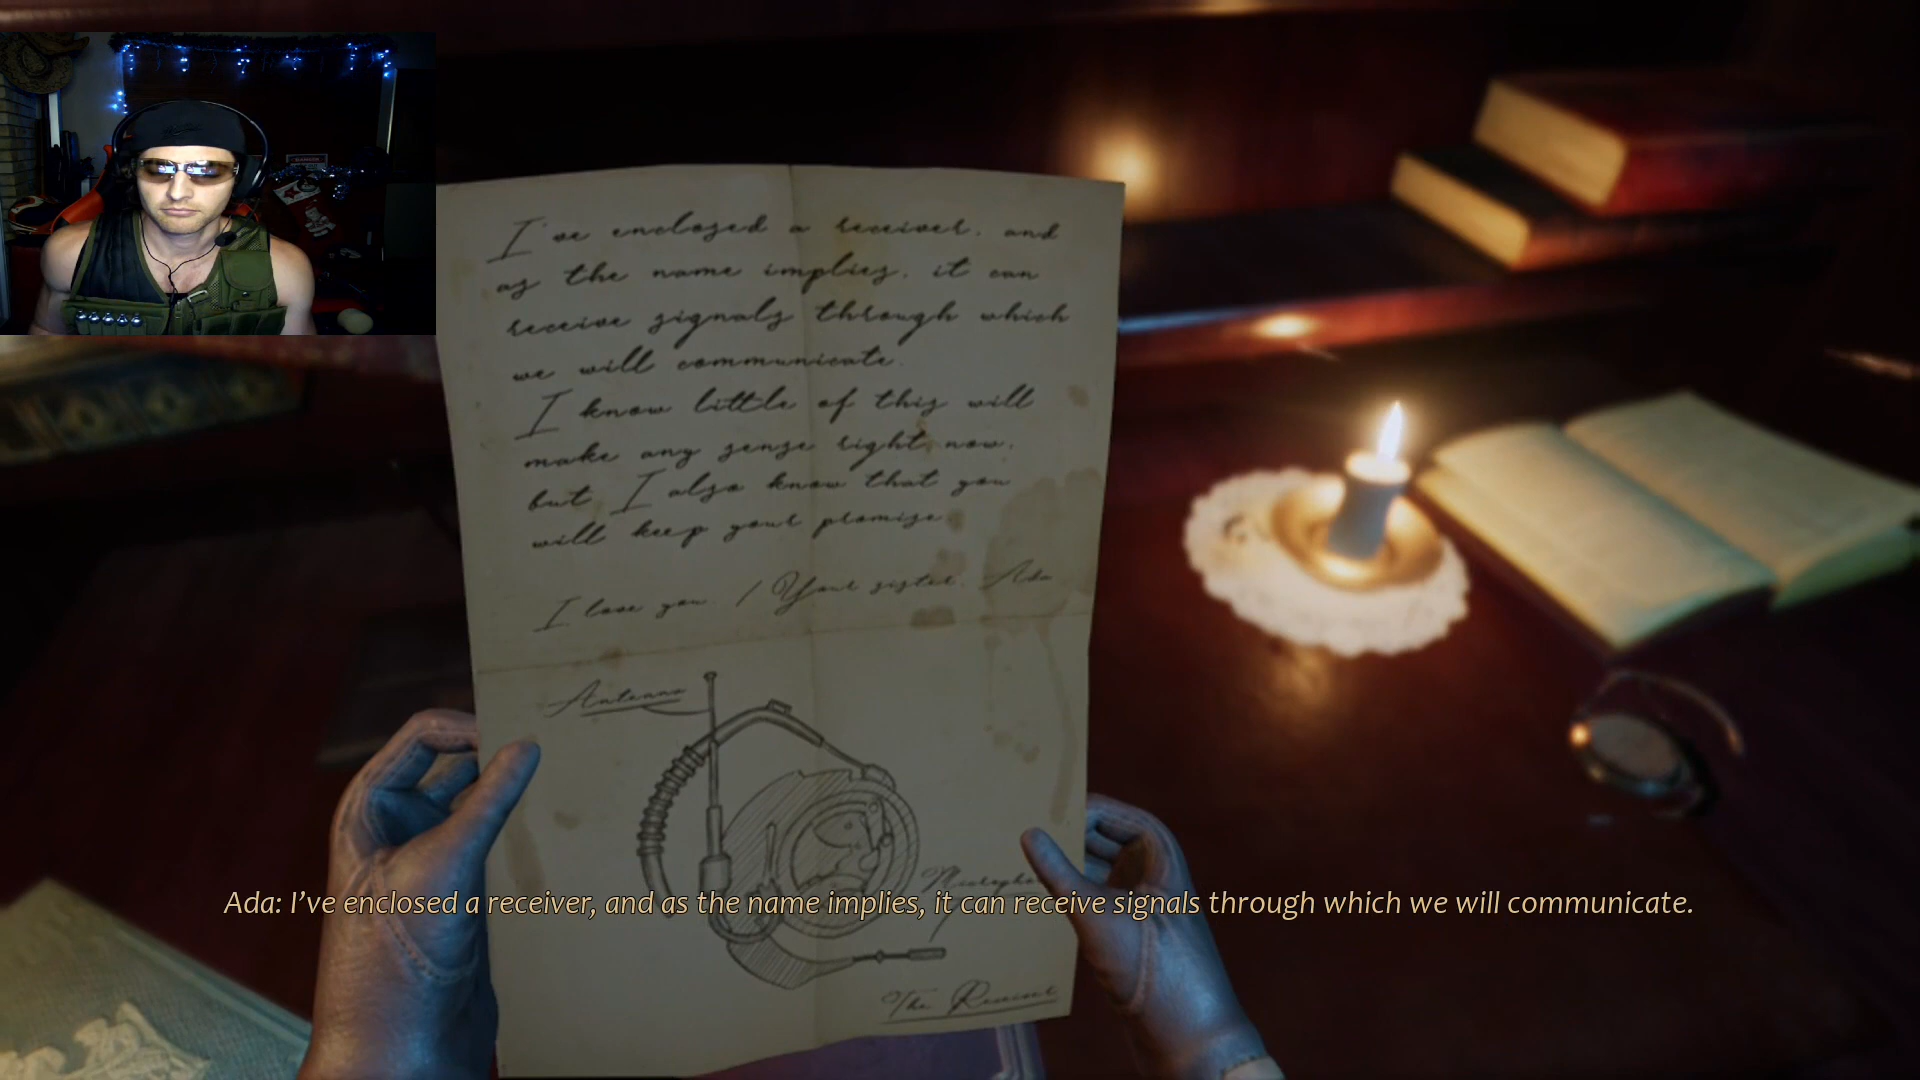 I've enclosed a receiver, and
as the name implies, it can
receive signals through which
we will communicate.
I know little of this will
make any sense right now,
but I also know that you
will keep your promise
I love you. / Your sister, Ada
Antenna
Ada: I've enclosed a receiver, and as the name implies, it can receive signals through which we will communicate.
The Receiver
DANGER